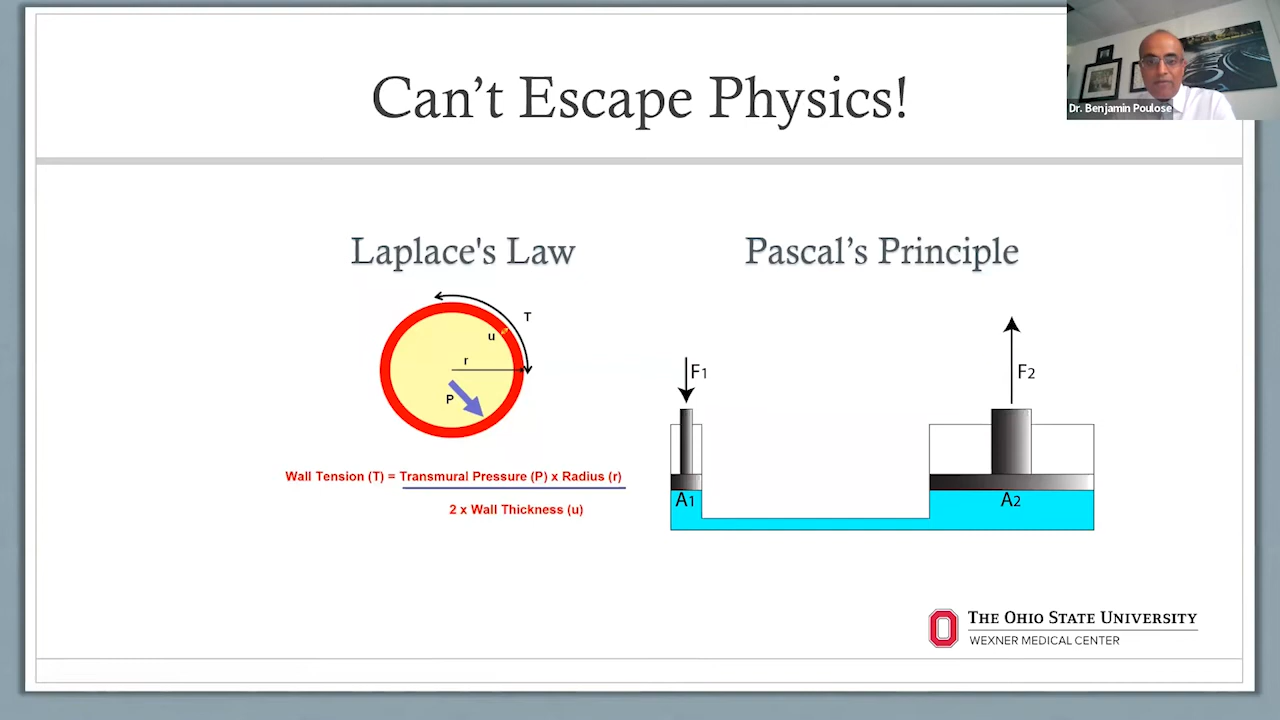 Can't Escape Physics!
Dr. Benjamin Poulose
Laplace's Law
Pascal's Principle
T
u
r
P
Wall Tension (T) = Transmural Pressure (P) x Radius (r)
2 x Wall Thickness (u)
F1
F2
A1
A2
THE OHIO STATE UNIVERSITY
WEXNER MEDICAL CENTER